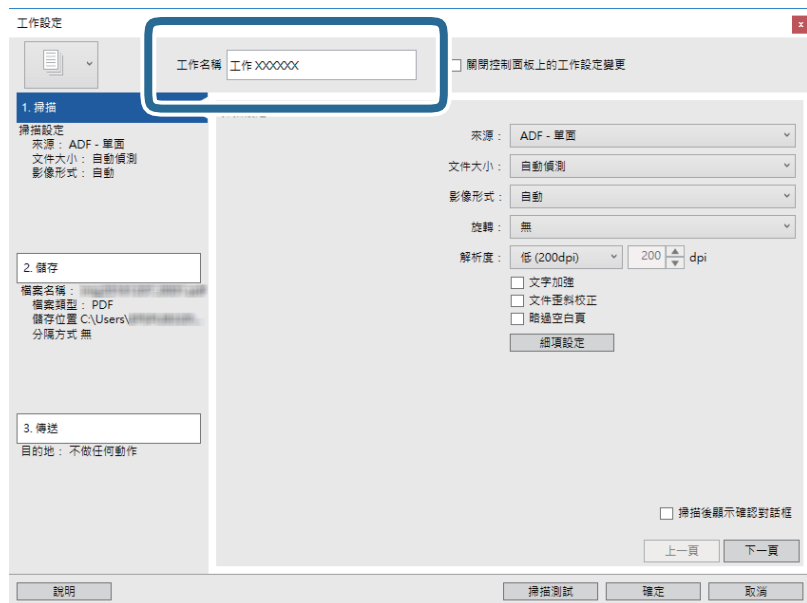 工作設定
工作名稱 工作 XXXXXX
關閉控制面板上的工作設定變更
1. 掃描
掃描設定
來源： ADF - 單面
文件大小： 自動偵測
影像形式： 自動
2. 儲存
檔案名稱：
檔案類型： PDF
儲存位置 C:\Users\
分隔方式 無
3. 傳送
目的地： 不做任何動作
來源： ADF - 單面
文件大小： 自動偵測
影像形式： 自動
旋轉： 無
解析度： 低 (200dpi) 200 dpi
文字加強
文件歪斜校正
略過空白頁
細項設定
掃描後顯示確認對話框
上一頁 下一頁
說明 掃描測試 確定 取消